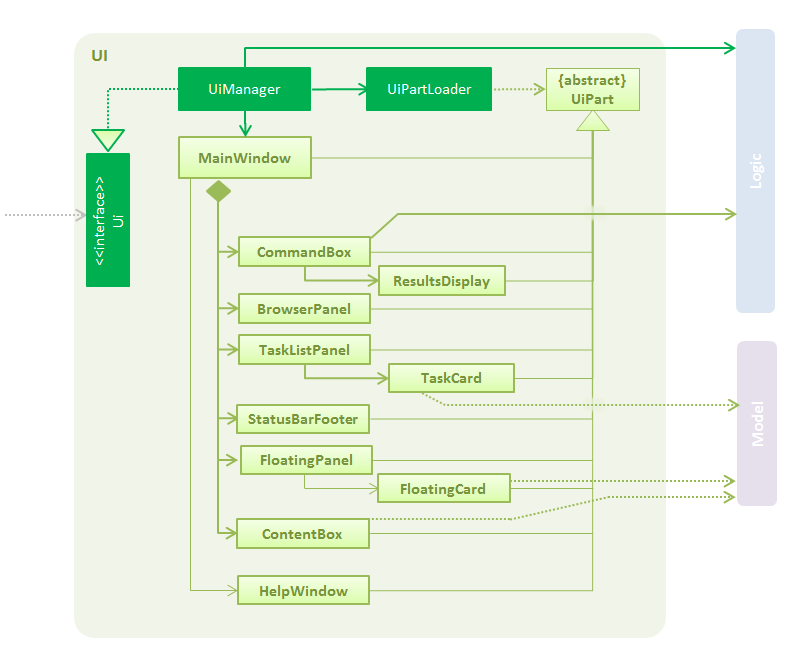 UI
UiManager
UiPartLoader
{abstract}
UiPart
Logic
MainWindow
<<interface>>
Ui
CommandBox
ResultsDisplay
BrowserPanel
TaskListPanel
TaskCard
Model
StatusBarFooter
FloatingPanel
FloatingCard
ContentBox
HelpWindow